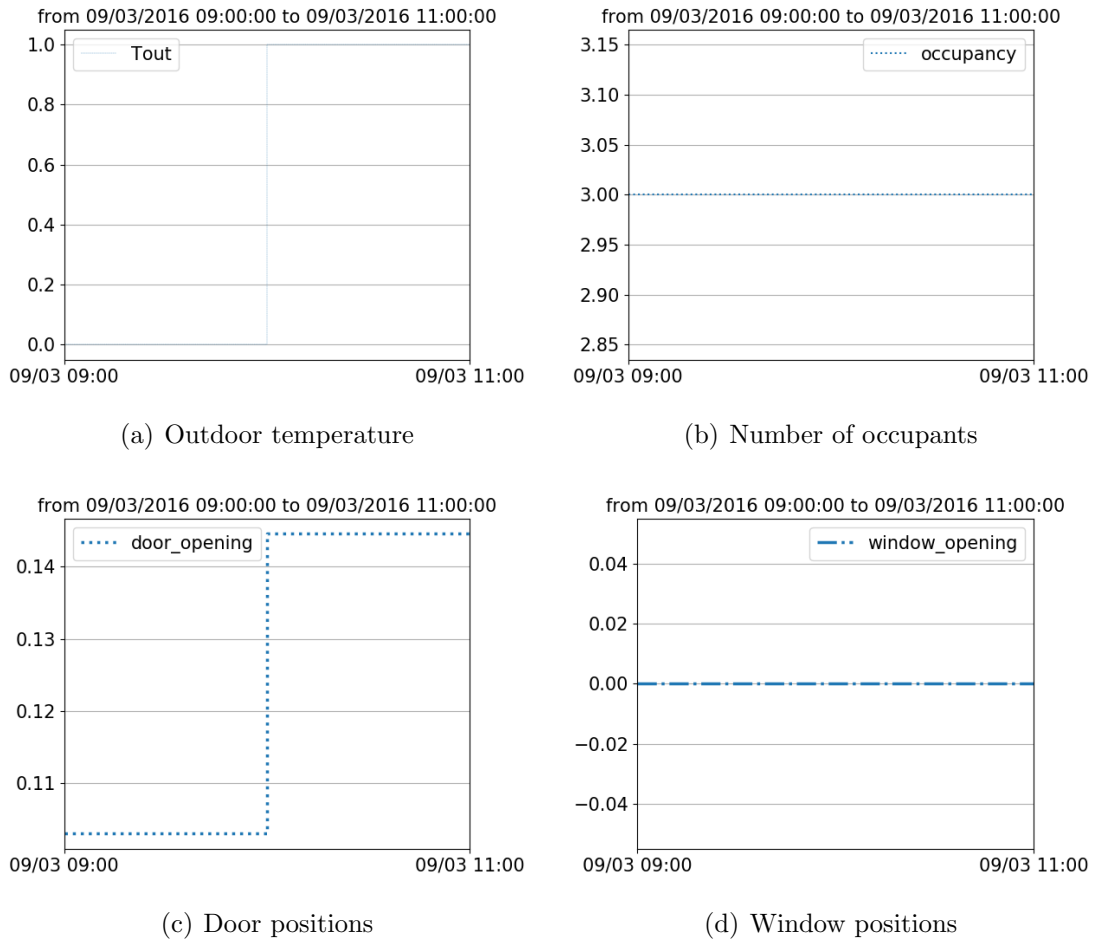 from 09/03/2016 09:00:00 to 09/03/2016 11:00:00
Tout
1.0
0.8
0.6
0.4
0.2
0.0
09/03 09:00
09/03 11:00
(a) Outdoor temperature
from 09/03/2016 09:00:00 to 09/03/2016 11:00:00
occupancy
3.15
3.10
3.05
3.00
2.95
2.90
2.85
09/03 09:00
09/03 11:00
(b) Number of occupants
from 09/03/2016 09:00:00 to 09/03/2016 11:00:00
door_opening
0.14
0.13
0.12
0.11
09/03 09:00
09/03 11:00
(c) Door positions
from 09/03/2016 09:00:00 to 09/03/2016 11:00:00
window_opening
0.04
0.02
0.00
−0.02
−0.04
09/03 09:00
09/03 11:00
(d) Window positions